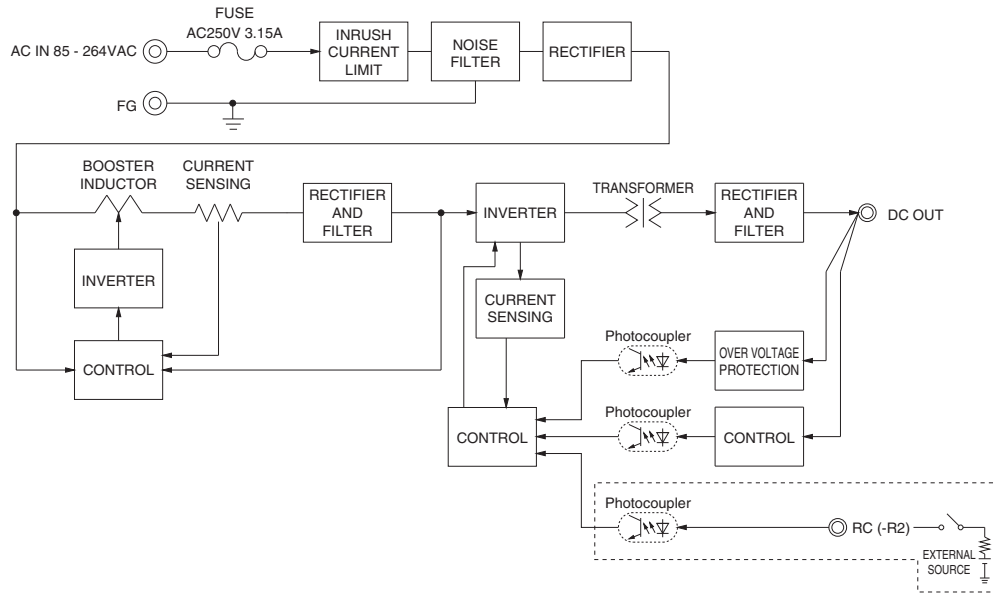 FUSE
AC250V 3.15A
AC IN 85 - 264VAC
INRUSH
CURRENT
LIMIT
NOISE
FILTER
RECTIFIER
FG
BOOSTER
INDUCTOR
CURRENT
SENSING
RECTIFIER
AND
FILTER
INVERTER
TRANSFORMER
RECTIFIER
AND
FILTER
DC OUT
INVERTER
CURRENT
SENSING
CONTROL
Photocoupler
OVER VOLTAGE
PROTECTION
CONTROL
Photocoupler
CONTROL
Photocoupler
RC (-R2)
EXTERNAL
SOURCE